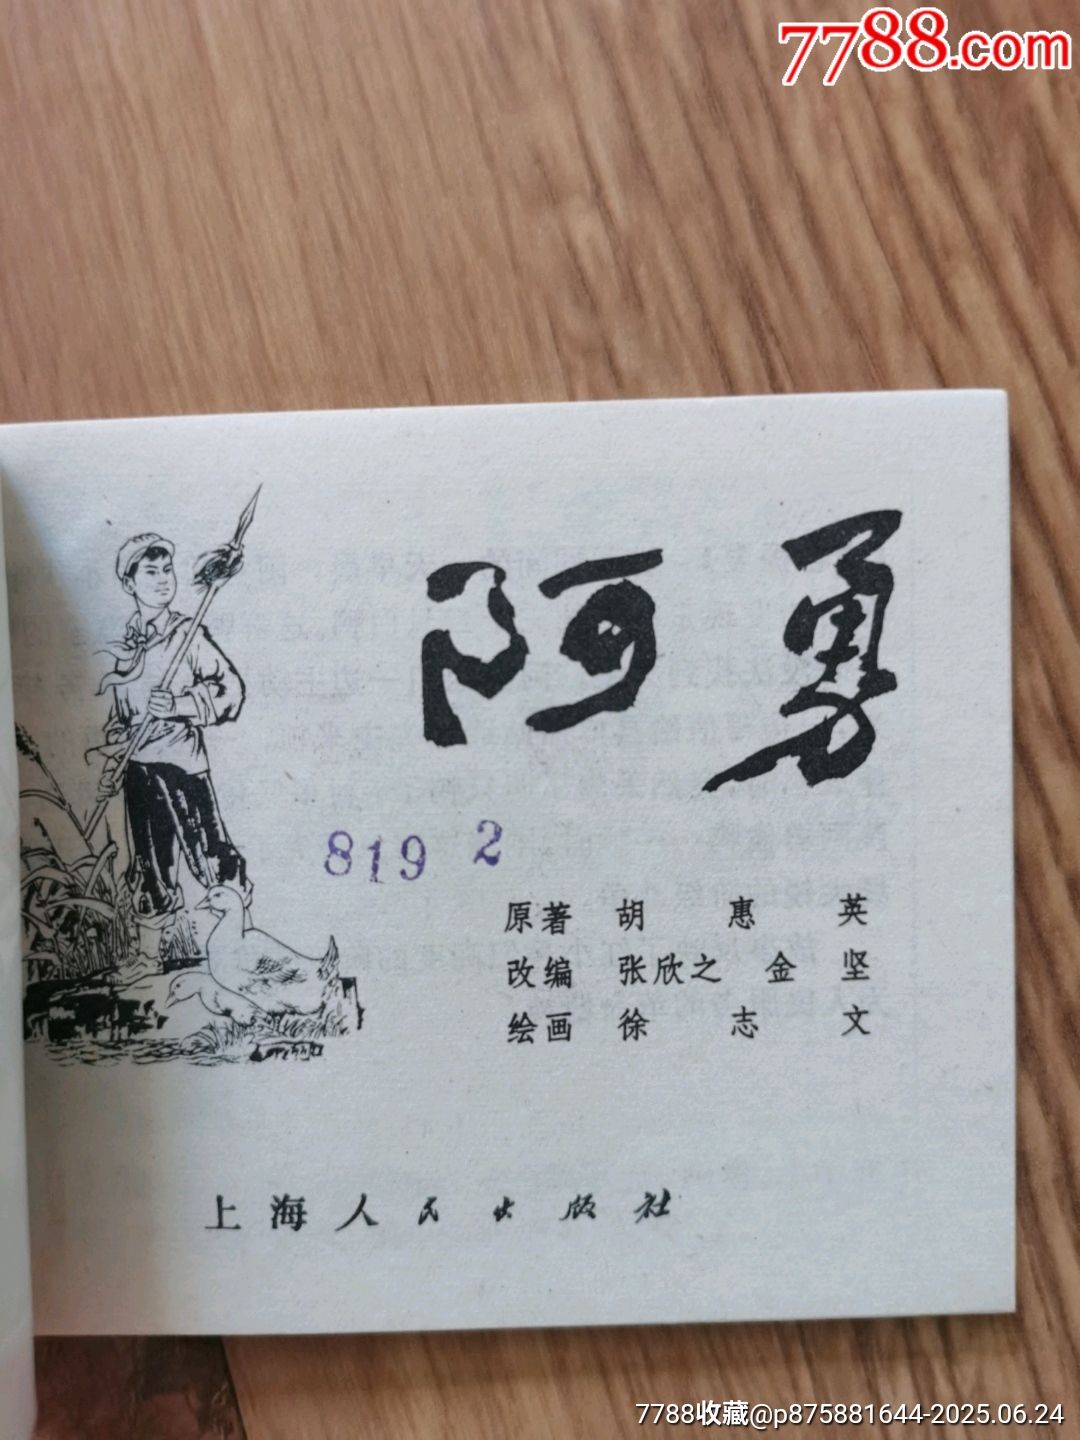 7788.com
阿勇
819 2
原著 胡惠英
改编 张欣之 金坚
绘画 徐志文
上海人民出版社
7788收藏@p875881644-2025.06.24